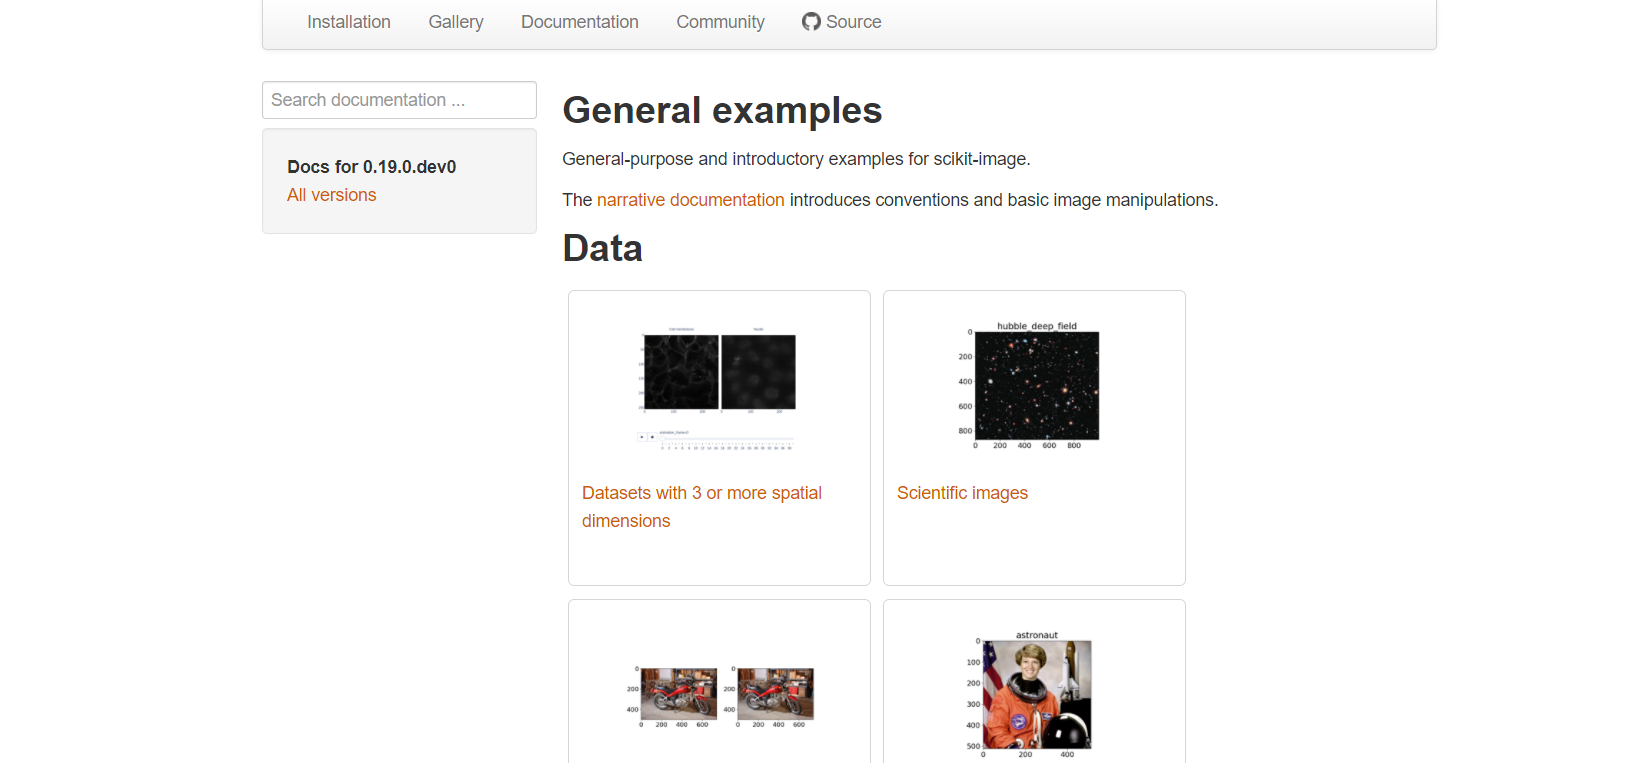 Installation Gallery Documentation Community Source
Search documentation ...
Docs for 0.19.0.dev0
All versions
General examples
General-purpose and introductory examples for scikit-image.
The narrative documentation introduces conventions and basic image manipulations.
Data
hubble_deep_field
0
200
400
600
800
0 200 400 600 800
Datasets with 3 or more spatial
dimensions
Scientific images
0
200
400
0 200 400 600
0
200
400
0 200 400 600
astronaut
0
100
200
300
400
500
0 200 400